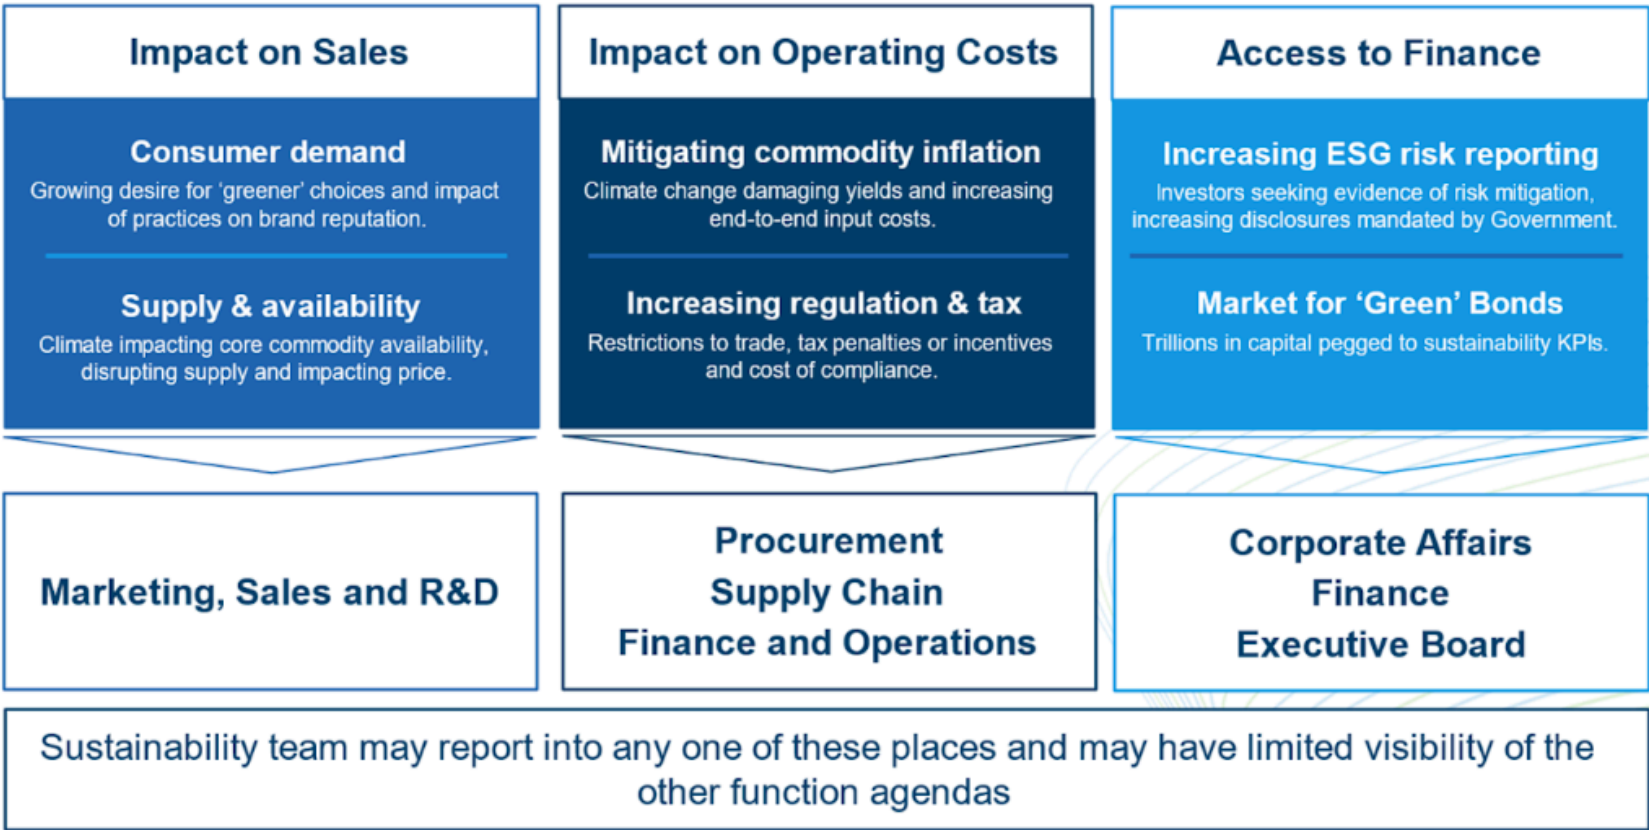 Impact on Sales
Consumer demand
Growing desire for ‘greener’ choices and impact
of practices on brand reputation.
Supply & availability
Climate impacting core commodity availability,
disrupting supply and impacting price.
Marketing, Sales and R&D
Impact on Operating Costs
Mitigating commodity inflation
Climate change damaging yields and increasing
end-to-end input costs.
Increasing regulation & tax
Restrictions to trade, tax penalties or incentives
and cost of compliance.
Procurement
Supply Chain
Finance and Operations
Access to Finance
Increasing ESG risk reporting
Investors seeking evidence of risk mitigation,
increasing disclosures mandated by Government.
Market for ‘Green’ Bonds
Trillions in capital pegged to sustainability KPIs.
Corporate Affairs
Finance
Executive Board
Sustainability team may report into any one of these places and may have limited visibility of the
other function agendas